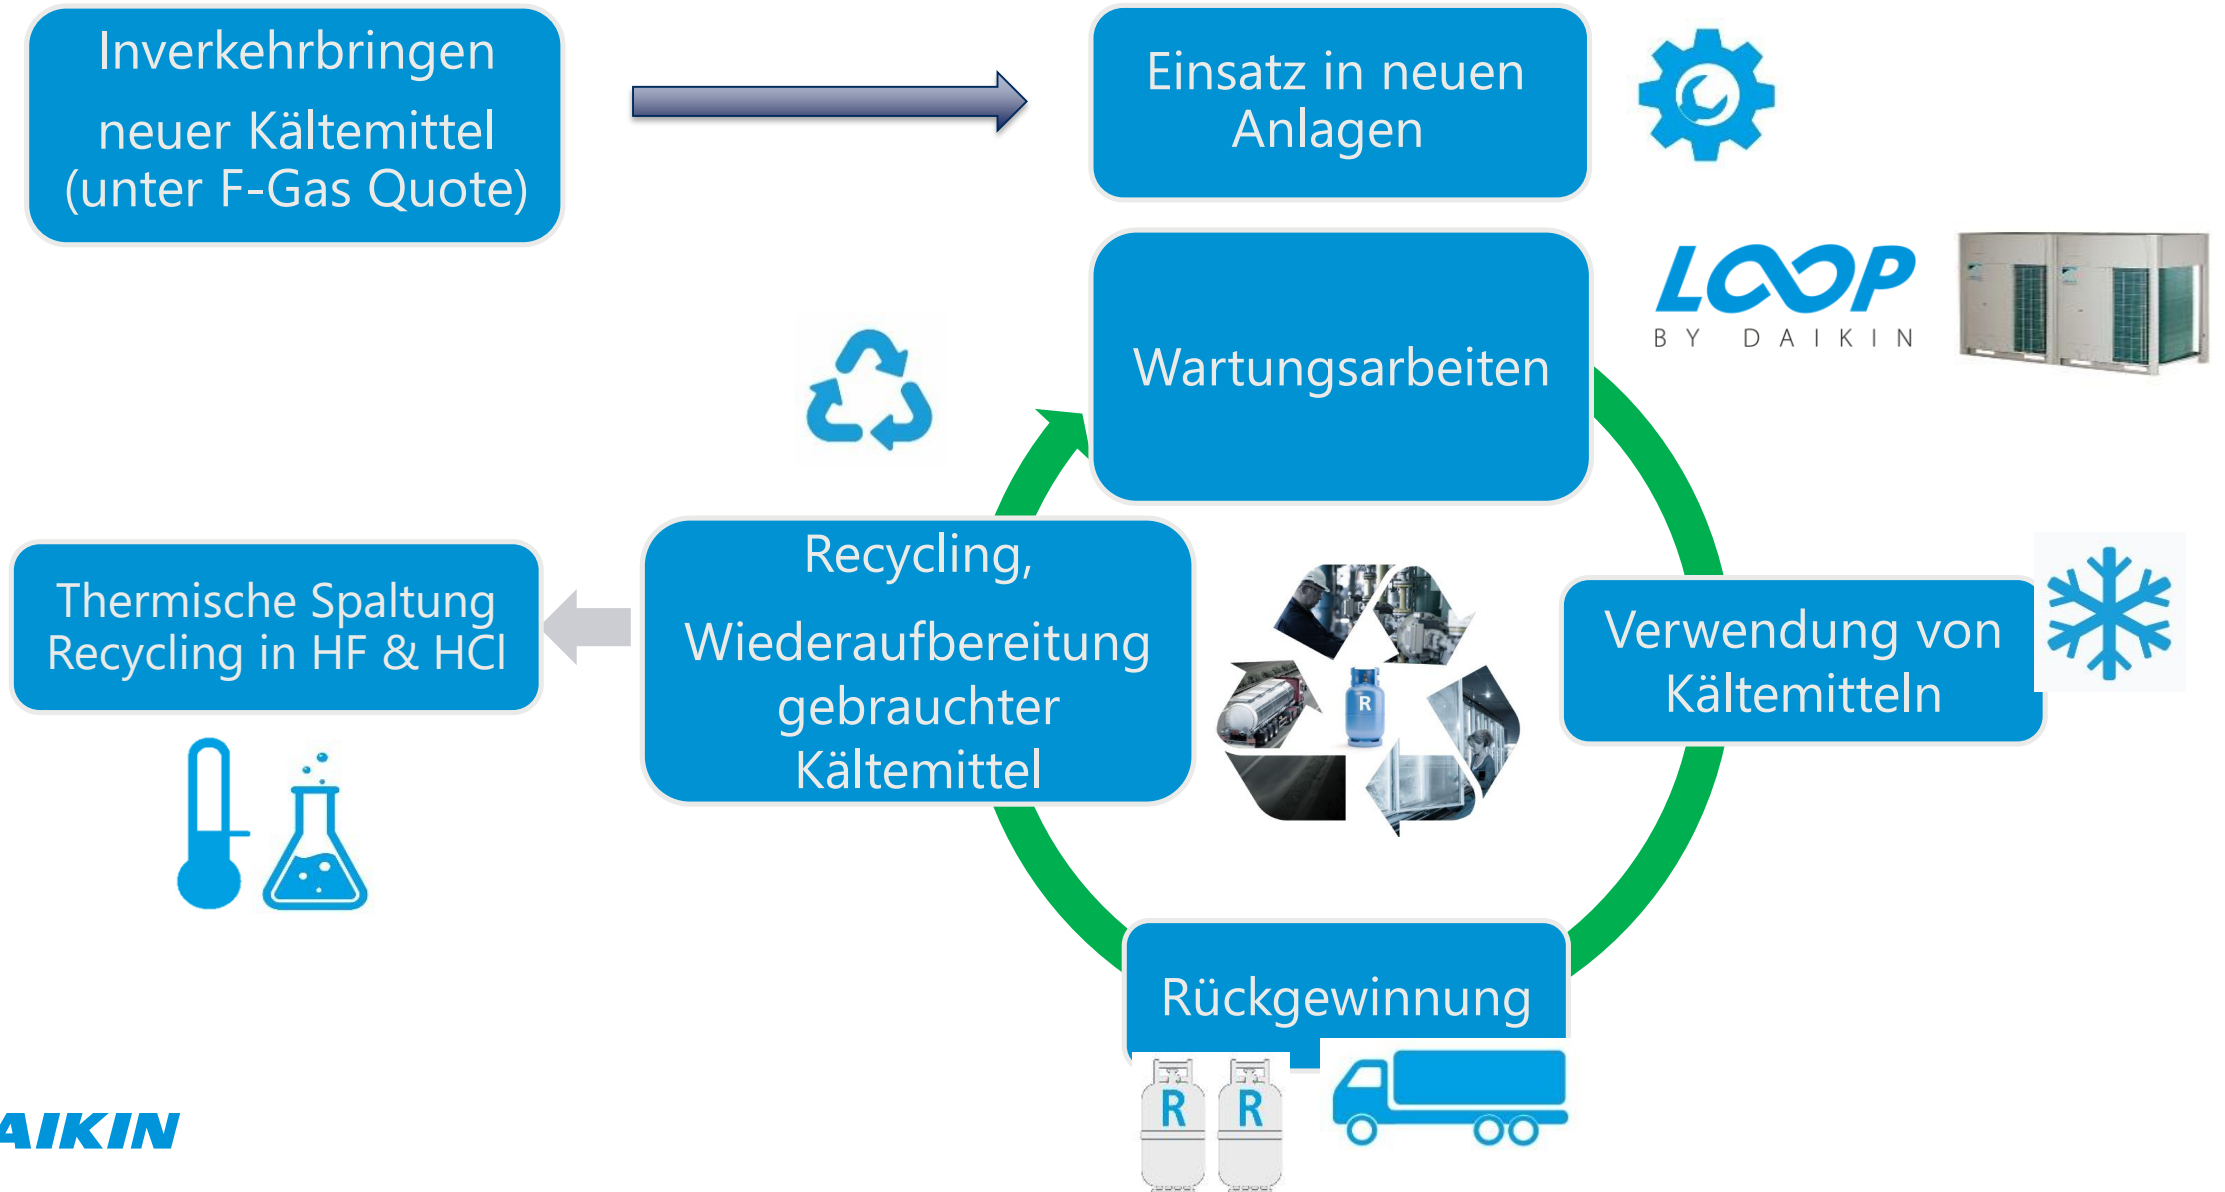 Inverkehrbringen
neuer Kältemittel
(unter F-Gas Quote)
Einsatz in neuen
Anlagen
LOOP
BY DAIKIN
Wartungsarbeiten
Recycling,
Wiederaufbereitung
gebrauchter
Kältemittel
Thermische Spaltung
Recycling in HF & HCl
R
Verwendung von
Kältemitteln
Rückgewinnung
R R
AIKIN